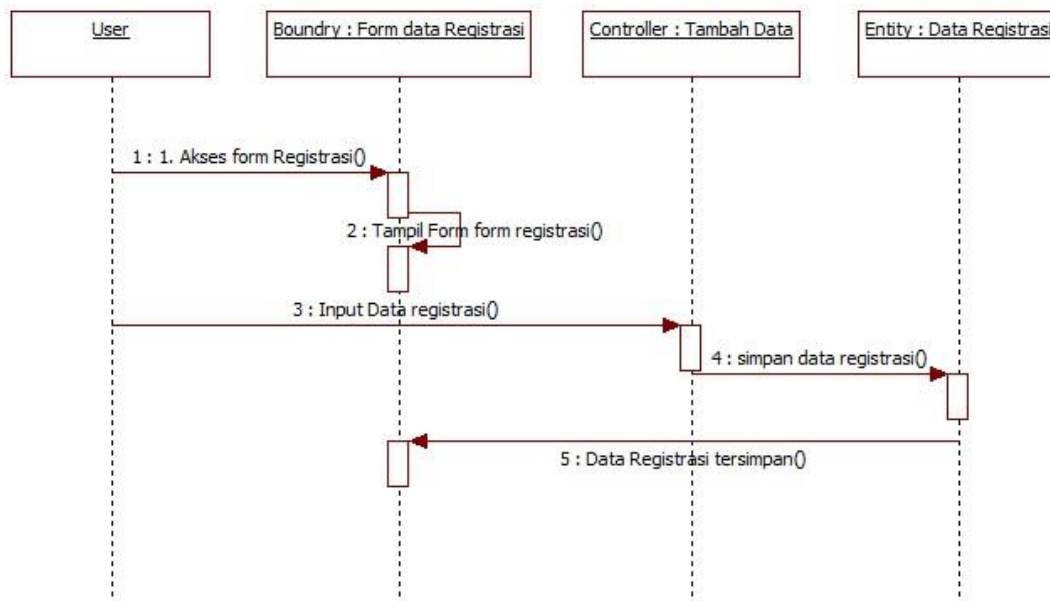 User
Boundry : Form data Registrasi
Controller : Tambah Data
Entity : Data Registrasi
1 : 1. Akses form Registrasi()
2 : Tampil Form form registrasi()
3 : Input Data registrasi()
4 : simpan data registrasi()
5 : Data Registrasi tersimpan()